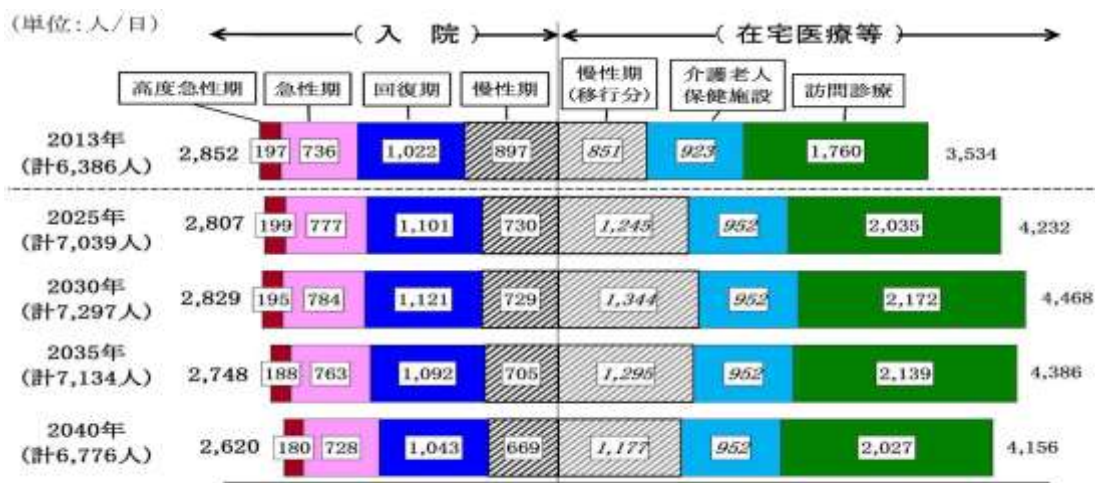 (単位:人/日)
(入 院) (在宅医療等)
高度急性期 急性期 回復期 慢性期 慢性期(移行分) 介護老人保健施設 訪問診療
2013年
(計6,386人) 2,852 197 736 1,022 897 851 923 1,760 3,534
2025年
(計7,039人) 2,807 199 777 1,101 730 1,245 952 2,035 4,232
2030年
(計7,297人) 2,829 195 784 1,121 729 1,344 952 2,172 4,468
2035年
(計7,134人) 2,748 188 763 1,092 705 1,295 952 2,139 4,386
2040年
(計6,776人) 2,620 180 728 1,043 669 1,177 952 2,027 4,156